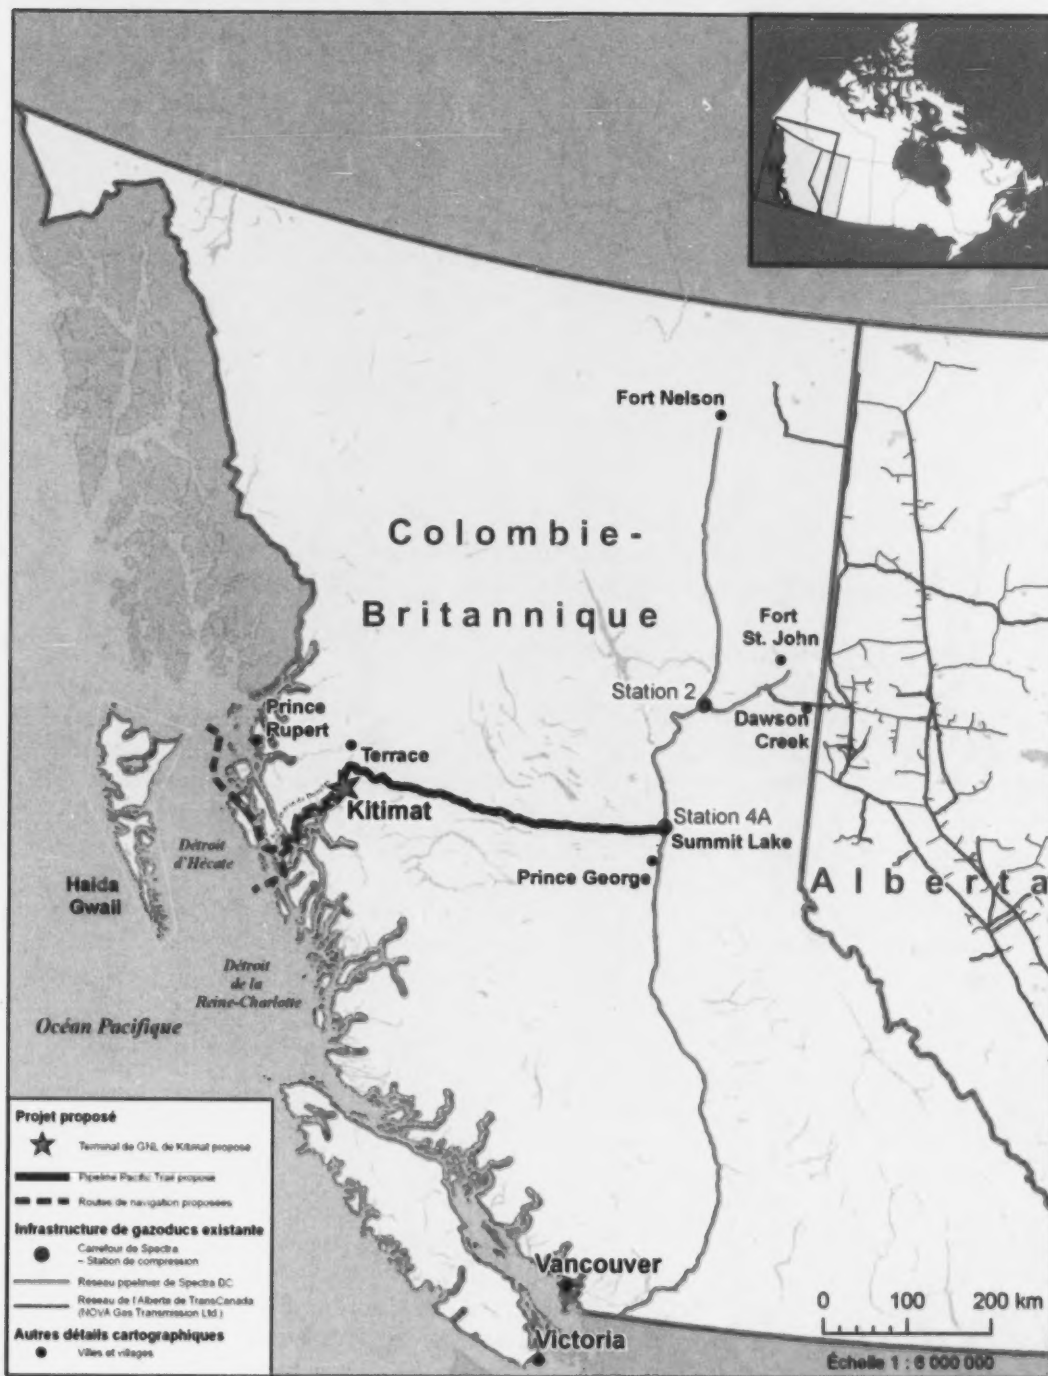 Fort Nelson
Colombie-
Britannique
Fort
St. John
Station 2
Dawson
Creek
Prince
Rupert
Terrace
Kitimat
Station 4A
Summit Lake
Prince George
Alberta
Détroit
d'Hécate
Haida
Gwaii
Détroit
de la
Reine-Charlotte
Océan Pacifique
Projet proposé
Terminal de GNL de Kitimat proposé
Pipeline Pacific Trail proposé
Routes de navigation proposées
Infrastructure de gazoducs existante
Carrefour de Spectra
– Station de compression
Réseau pipelinier de Spectra BC
Réseau de l'Alberta de TransCanada
(NOVA Gas Transmission Ltd.)
Autres détails cartographiques
Villes et villages
Vancouver
Victoria
0 100 200 km
Échelle 1 : 6 000 000